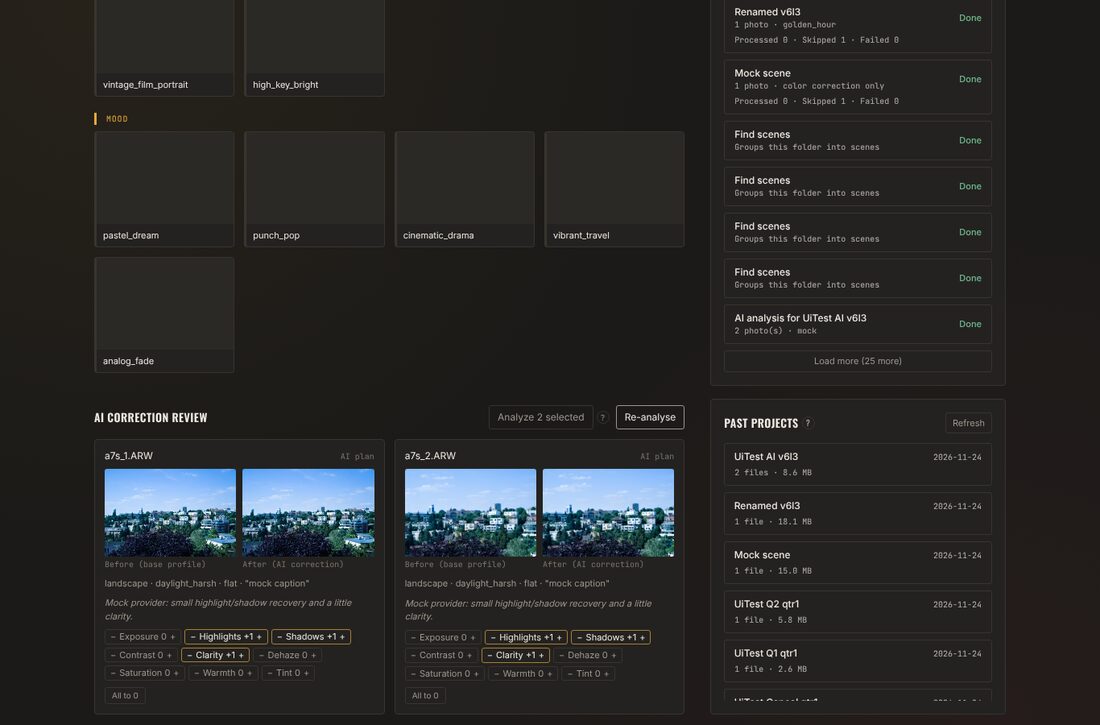 vintage_film_portrait
high_key_bright
MOOD
pastel_dream
punch_pop
cinematic_drama
vibrant_travel
analog_fade
AI CORRECTION REVIEW
Analyze 2 selected
?
Re-analyse
a7s_1.ARW
AI plan
Before (base profile)
After (AI correction)
landscape · daylight_harsh · flat · "mock caption"
Mock provider: small highlight/shadow recovery and a little
clarity.
− Exposure 0 +
− Highlights +1 +
− Shadows +1 +
− Contrast 0 +
− Clarity +1 +
− Dehaze 0 +
− Saturation 0 +
− Warmth 0 +
− Tint 0 +
All to 0
a7s_2.ARW
AI plan
Before (base profile)
After (AI correction)
landscape · daylight_harsh · flat · "mock caption"
Mock provider: small highlight/shadow recovery and a little
clarity.
− Exposure 0 +
− Highlights +1 +
− Shadows +1 +
− Contrast 0 +
− Clarity +1 +
− Dehaze 0 +
− Saturation 0 +
− Warmth 0 +
− Tint 0 +
All to 0
Renamed v6l3
1 photo · golden_hour
Processed 0 · Skipped 1 · Failed 0
Done
Mock scene
1 photo · color correction only
Processed 0 · Skipped 1 · Failed 0
Done
Find scenes
Groups this folder into scenes
Done
Find scenes
Groups this folder into scenes
Done
Find scenes
Groups this folder into scenes
Done
Find scenes
Groups this folder into scenes
Done
AI analysis for UiTest AI v6l3
2 photo(s) · mock
Done
Load more (25 more)
PAST PROJECTS
?
Refresh
UiTest AI v6l3
2026-11-24
2 files · 8.6 MB
Renamed v6l3
2026-11-24
1 file · 18.1 MB
Mock scene
2026-11-24
1 file · 15.0 MB
UiTest Q2 qtr1
2026-11-24
1 file · 5.8 MB
UiTest Q1 qtr1
2026-11-24
1 file · 2.6 MB